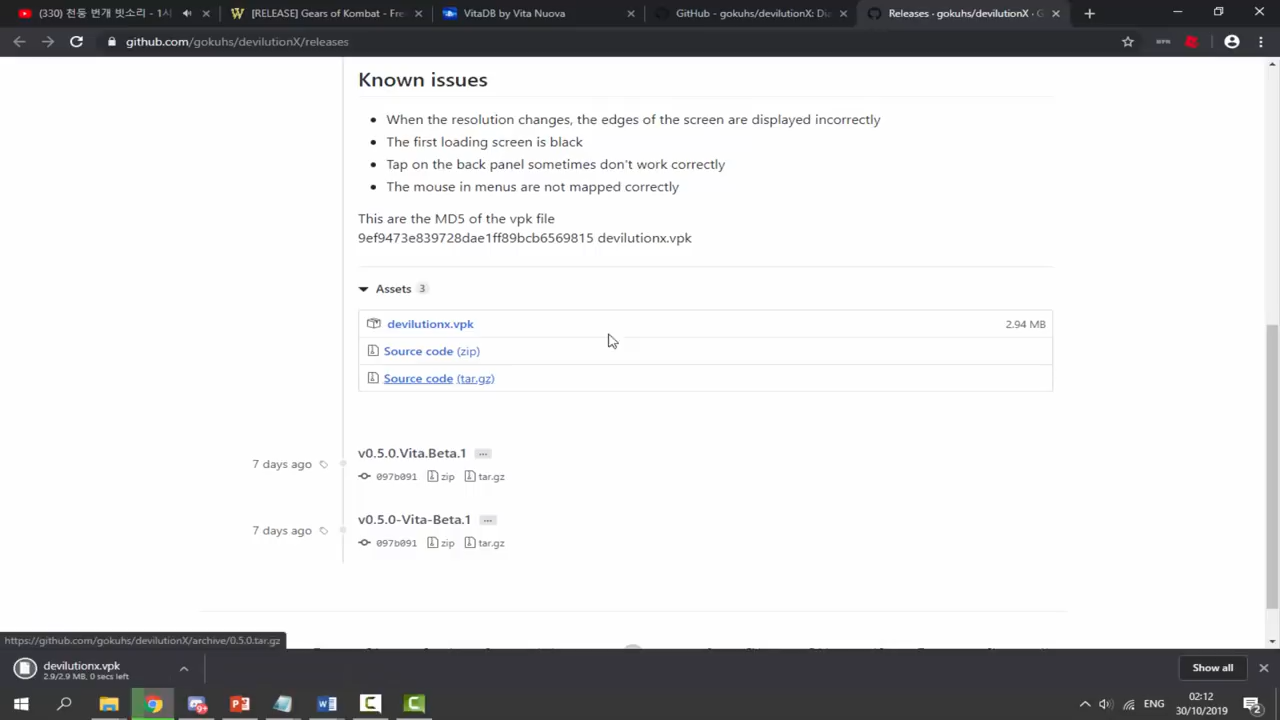 (330) 천둥 번개 빗소리 - 1시
[RELEASE] Gears of Kombat - Fre
VitaDB by Vita Nuova
GitHub - gokuhs/devilutionX: Dia
Releases · gokuhs/devilutionX · G
github.com/gokuhs/devilutionX/releases
Known issues
When the resolution changes, the edges of the screen are displayed incorrectly
The first loading screen is black
Tap on the back panel sometimes don't work correctly
The mouse in menus are not mapped correctly
This are the MD5 of the vpk file
9ef9473e839728dae1ff89bcb6569815 devilutionx.vpk
Assets 3
devilutionx.vpk 2.94 MB
Source code (zip)
Source code (tar.gz)
v0.5.0.Vita.Beta.1 ...
7 days ago
097b091 zip tar.gz
v0.5.0-Vita-Beta.1 ...
7 days ago
097b091 zip tar.gz
https://github.com/gokuhs/devilutionX/archive/0.5.0.tar.gz
devilutionx.vpk
2.9/2.9 MB, 0 secs left
Show all
ENG
02:12
30/10/2019
2